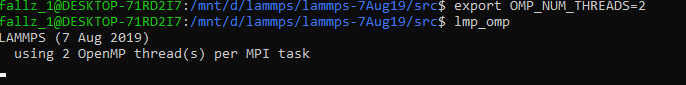 fallz_1@DESKTOP-71RD2I7:/mnt/d/lammps/lammps-7Aug19/src$ export OMP_NUM_THREADS=2
fallz_1@DESKTOP-71RD2I7:/mnt/d/lammps/lammps-7Aug19/src$ lmp_omp
LAMMPS (7 Aug 2019)
  using 2 OpenMP thread(s) per MPI task